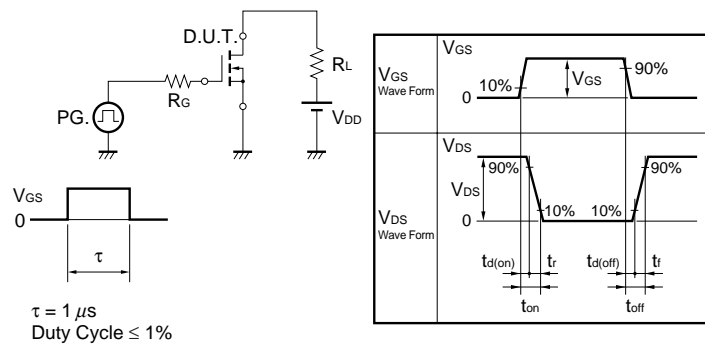 D.U.T.
RL
RG
PG.
VDD
VGS
0
τ
τ = 1 μs
Duty Cycle ≤ 1%
VGS
Wave Form
VGS
10%
0
VGS
90%
VDS
Wave Form
VDS
90%
VDS
0
10%
10%
90%
td(on)
tr
td(off)
tf
ton
toff